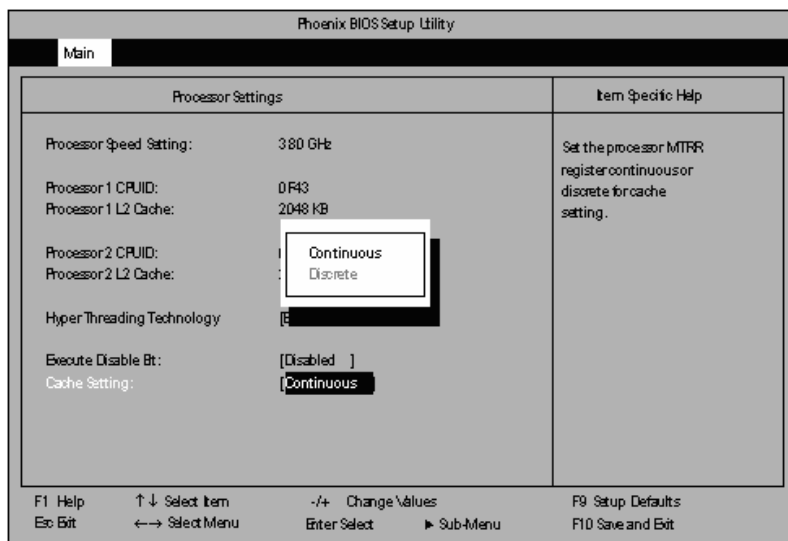 Phoenix BIOS Setup Utility
Main
Processor Settings
Item Specific Help
Processor Speed Setting: 3.80 GHz
Set the processor MTRR
register continuous or
discrete for cache
setting.
Processor 1 CPUID: 0F43
Processor 1 L2 Cache: 2048 KB
Processor 2 CPUID:
Processor 2 L2 Cache:
Continuous
Discrete
Hyper Threading Technology [E
Execute Disable Bt: [Disabled ]
Cache Setting: [Continuous ]
F1 Help ↑↓ Select Item -/+ Change Values F9 Setup Defaults
Esc Exit ←→ Select Menu Enter Select ▶ Sub-Menu F10 Save and Exit